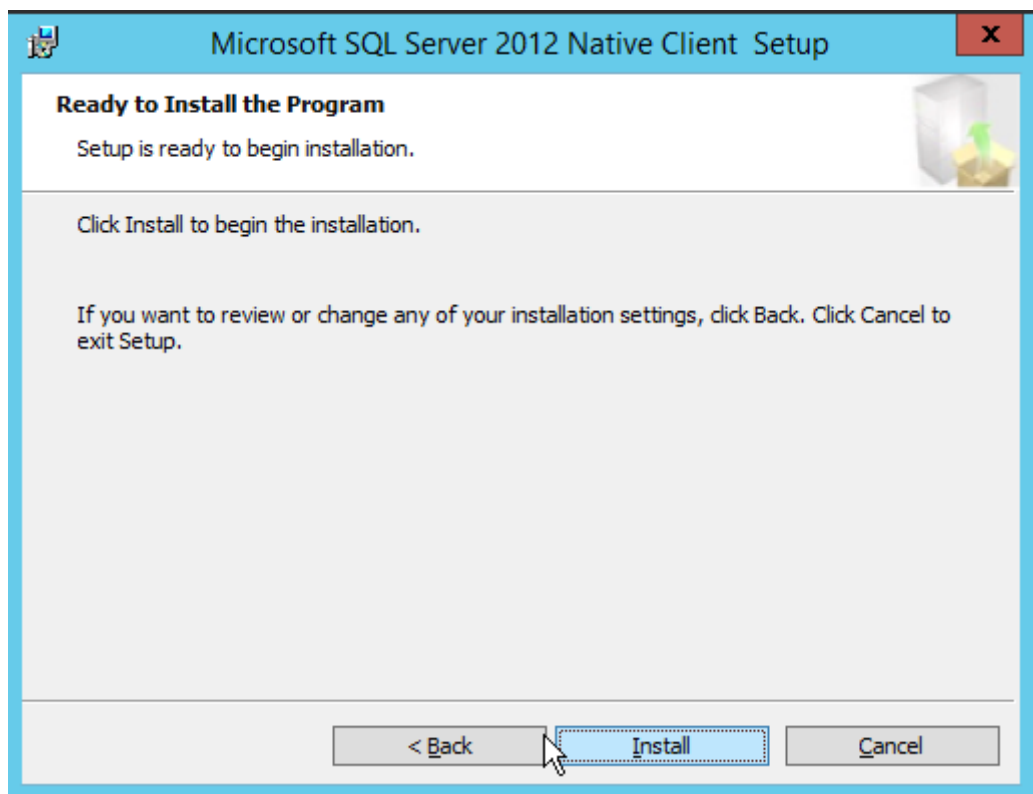 Microsoft SQL Server 2012 Native Client  Setup
x
Ready to Install the Program
Setup is ready to begin installation.
Click Install to begin the installation.
If you want to review or change any of your installation settings, click Back. Click Cancel to
exit Setup.
< Back
Install
Cancel